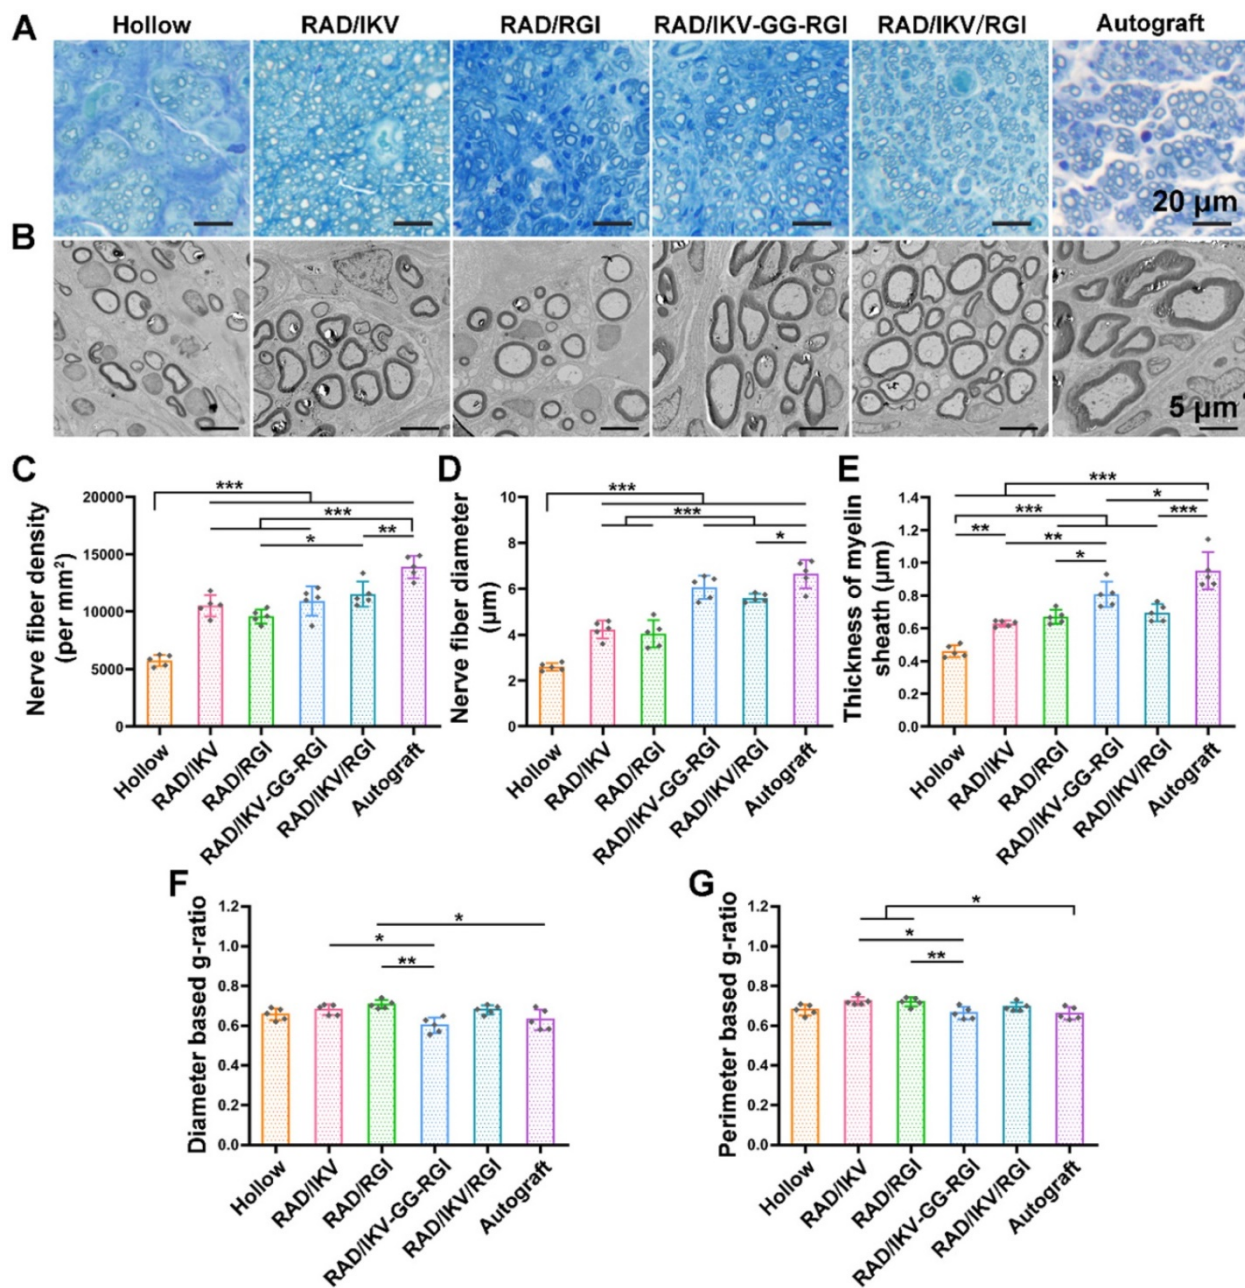 A
Hollow RAD/IKV RAD/RGI RAD/IKV-GG-RGI RAD/IKV/RGI Autograft
20 µm
B
5 µm
C
Nerve fiber density
(per mm²)
20000
15000
10000
5000
0
***
***
**
*
Hollow
RAD/IKV
RAD/RGI
RAD/IKV-GG-RGI
RAD/IKV/RGI
Autograft
D
Nerve fiber diameter
(µm)
10
8
6
4
2
0
***
***
*
Hollow
RAD/IKV
RAD/RGI
RAD/IKV-GG-RGI
RAD/IKV/RGI
Autograft
E
Thickness of myelin
sheath (µm)
1.4
1.2
1.0
0.8
0.6
0.4
0.2
0.0
***
*
*** ***
** **
*
Hollow
RAD/IKV
RAD/RGI
RAD/IKV-GG-RGI
RAD/IKV/RGI
Autograft
F
Diameter based g-ratio
1.2
1.0
0.8
0.6
0.4
0.2
0.0
*
*
**
Hollow
RAD/IKV
RAD/RGI
RAD/IKV-GG-RGI
RAD/IKV/RGI
Autograft
G
Perimeter based g-ratio
1.2
1.0
0.8
0.6
0.4
0.2
0.0
*
*
**
Hollow
RAD/IKV
RAD/RGI
RAD/IKV-GG-RGI
RAD/IKV/RGI
Autograft